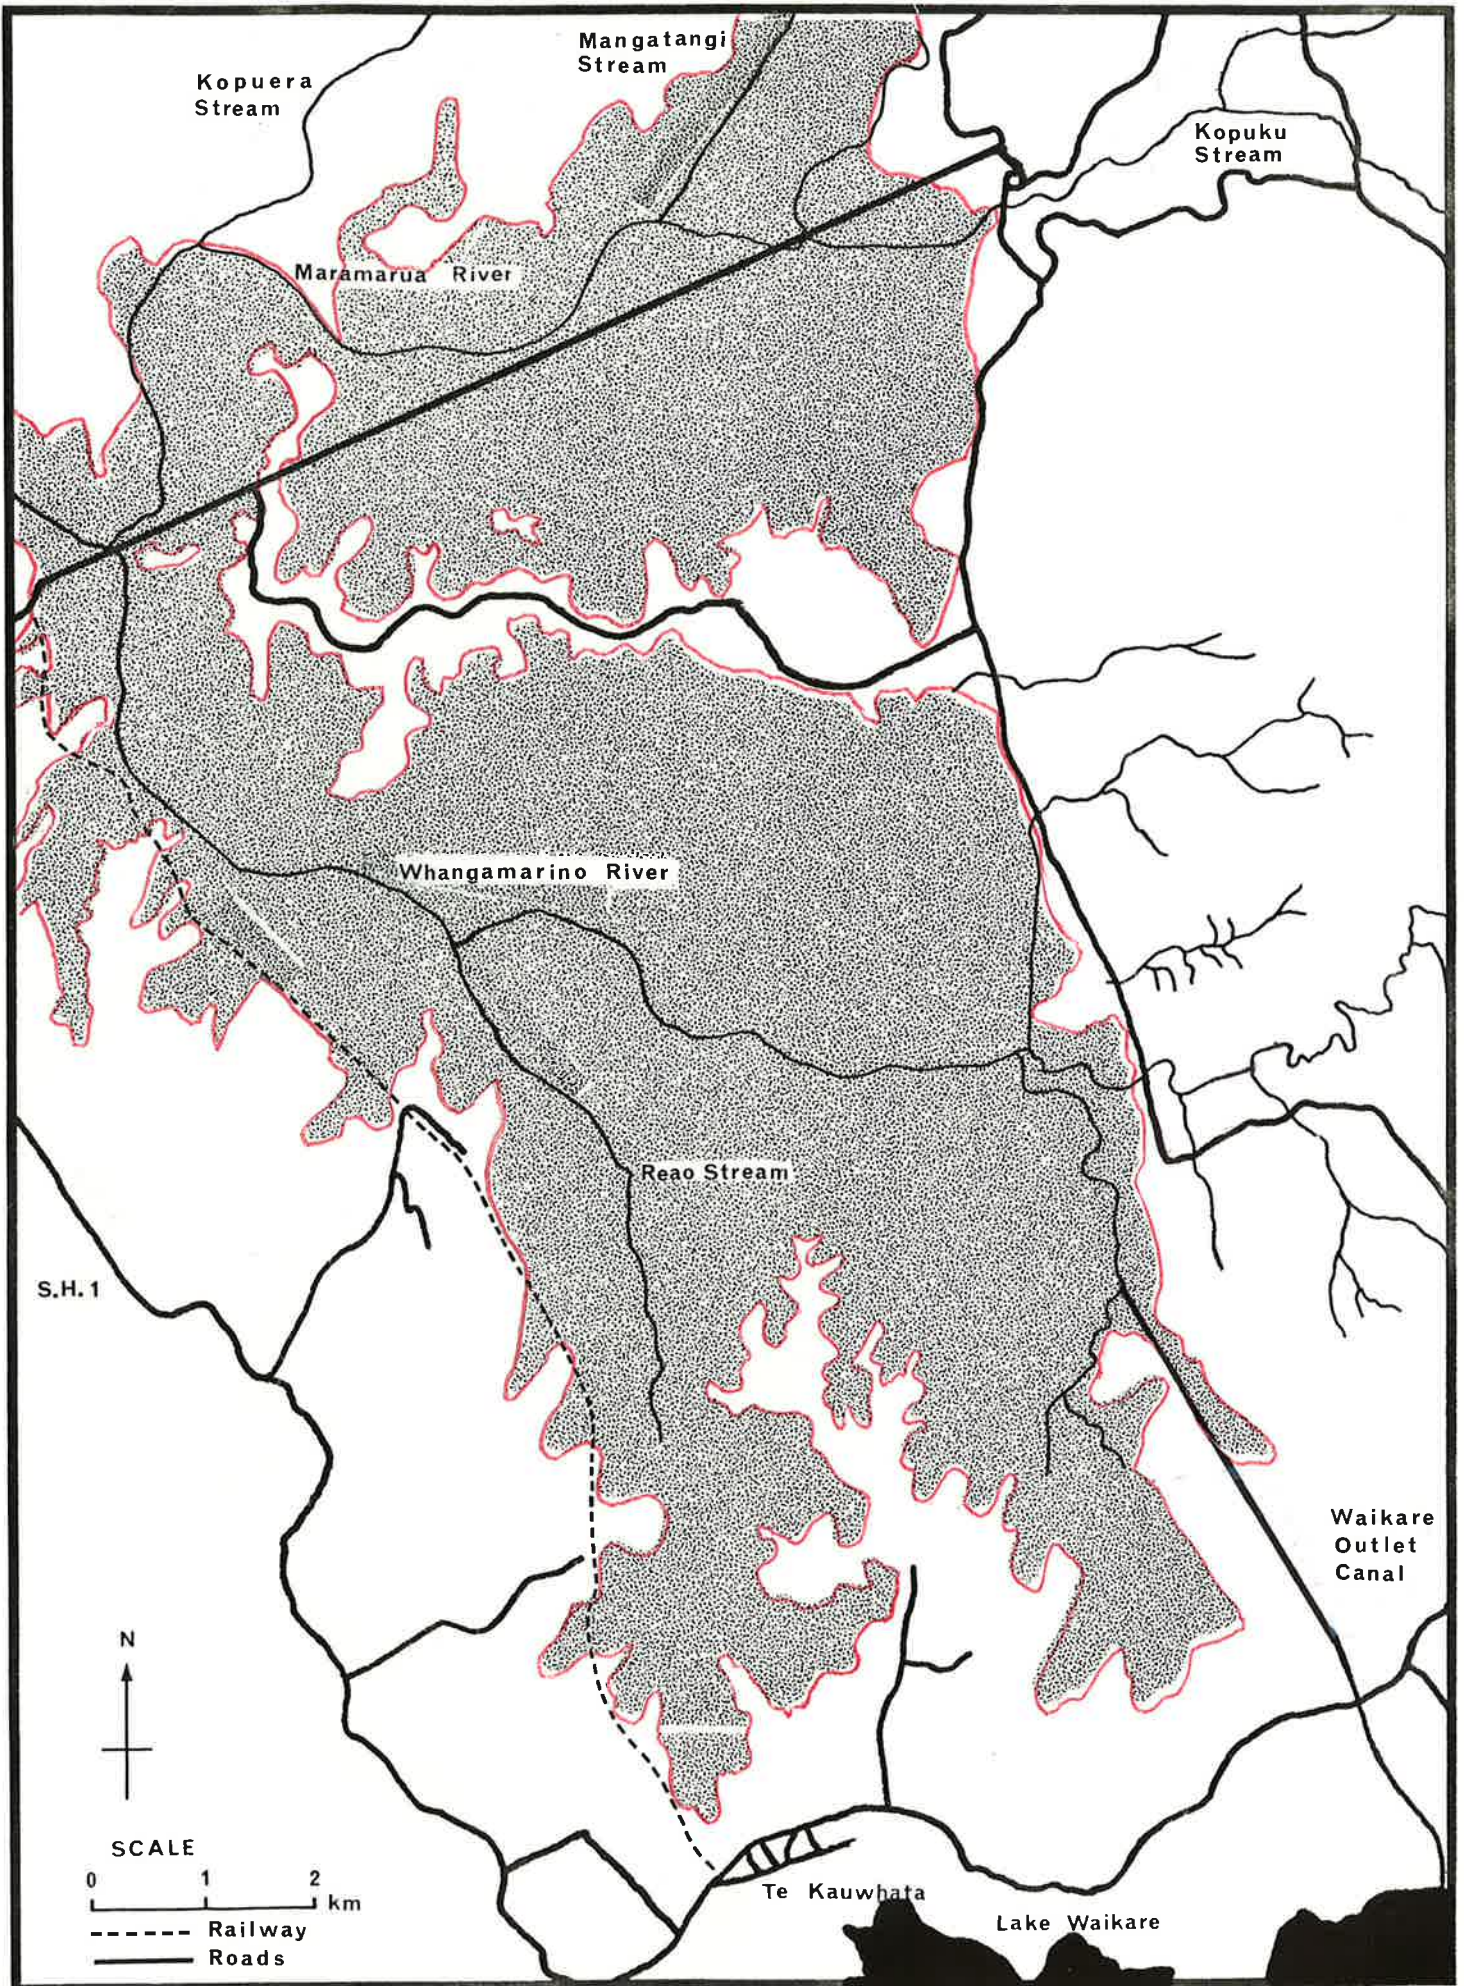 Mangatangi
Stream
Kopuera
Stream
Kopuku
Stream
Maramarua River
Whangamarino River
Reao Stream
S.H.1
Waikare
Outlet
Canal
N
SCALE
0 1 2
km
Railway
Roads
Te Kauwhata
Lake Waikare